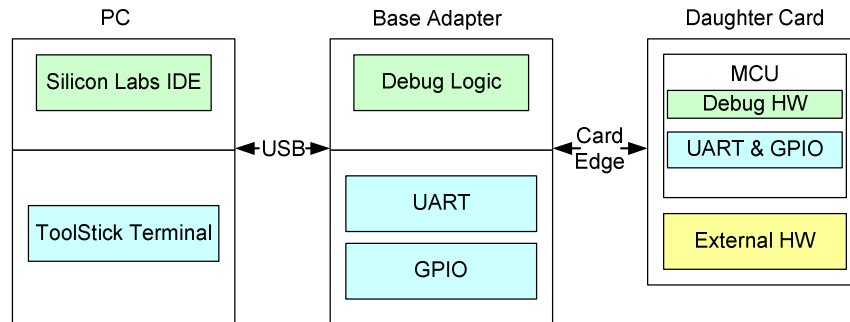 PC
Base Adapter
Daughter Card
Silicon Labs IDE
Debug Logic
MCU
Debug HW
UART & GPIO
USB
Card
Edge
ToolStick Terminal
UART
GPIO
External HW